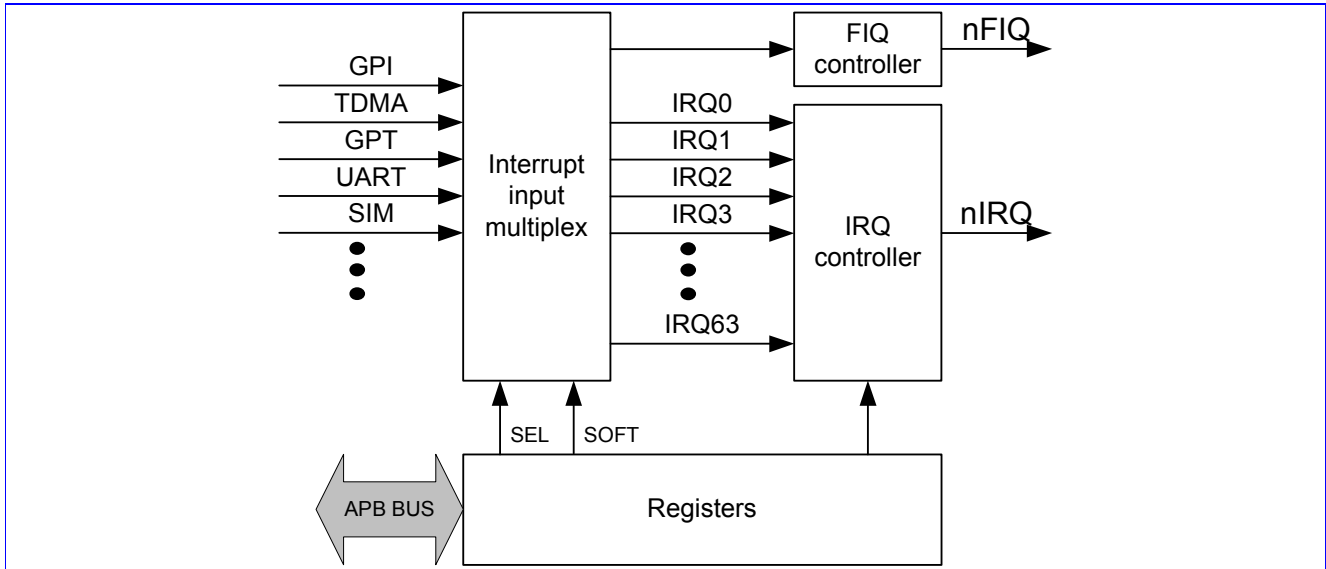 GPI
TDMA
GPT
UART
SIM
Interrupt
input
multiplex
IRQ0
IRQ1
IRQ2
IRQ3
IRQ63
FIQ
controller
nFIQ
IRQ
controller
nIRQ
SEL
SOFT
APB BUS
Registers